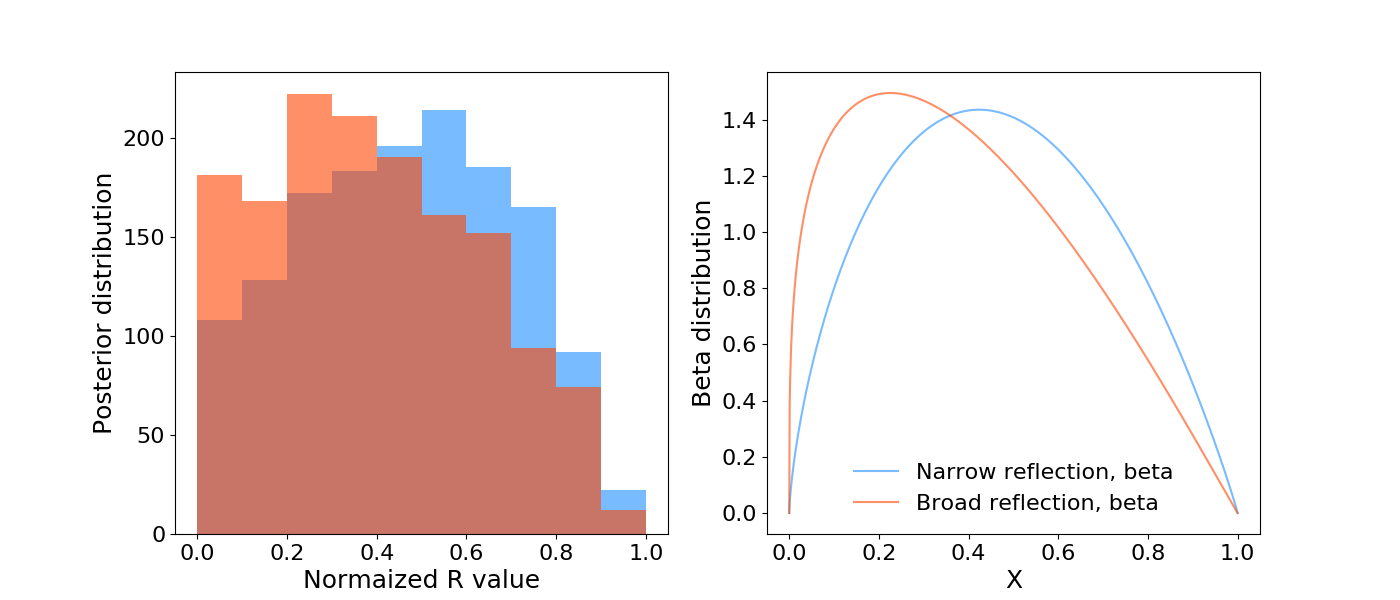 Posterior distribution
200
150
100
50
0
0.0 0.2 0.4 0.6 0.8 1.0
Normaized R value
Beta distribution
1.4
1.2
1.0
0.8
0.6
0.4
0.2
0.0
Narrow reflection, beta
Broad reflection, beta
0.0 0.2 0.4 0.6 0.8 1.0
X